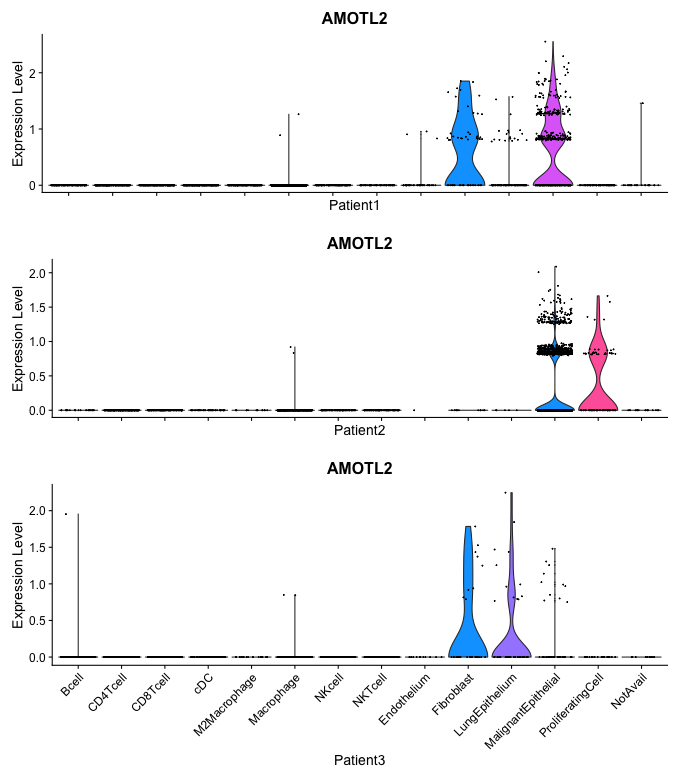 AMOTL2
Expression Level
2
1
0
Patient1
AMOTL2
Expression Level
2.0
1.5
1.0
0.5
0.0
Patient2
AMOTL2
Expression Level
2.0
1.5
1.0
0.5
0.0
Bcell
CD4Tcell
CD8Tcell
cDC
M2Macrophage
Macrophage
NKcell
NKTcell
Endothelium
Fibroblast
LungEpithelium
MalignantEpithelial
ProliferatingCell
NotAvail
Patient3